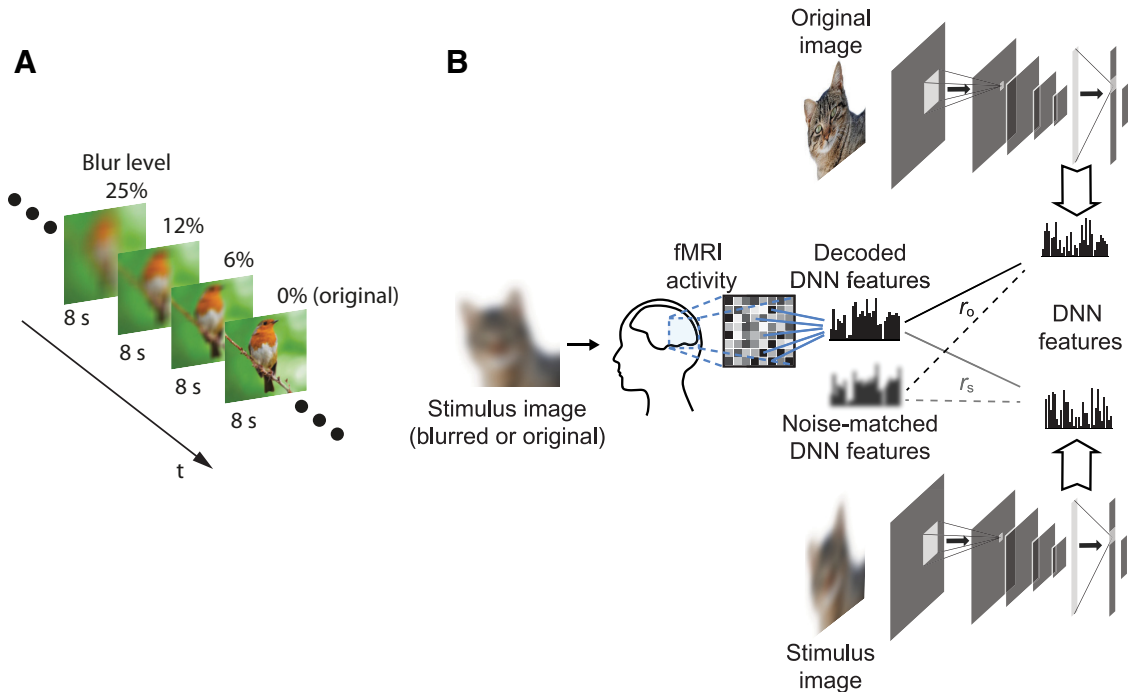 A
Blur level
25%
12%
6%
0% (original)
8 s
8 s
8 s
8 s
t
B
Original
image
fMRI
activity
Decoded
DNN features
Stimulus image
(blurred or original)
Noise-matched
DNN features
rₒ
rₛ
DNN
features
Stimulus
image